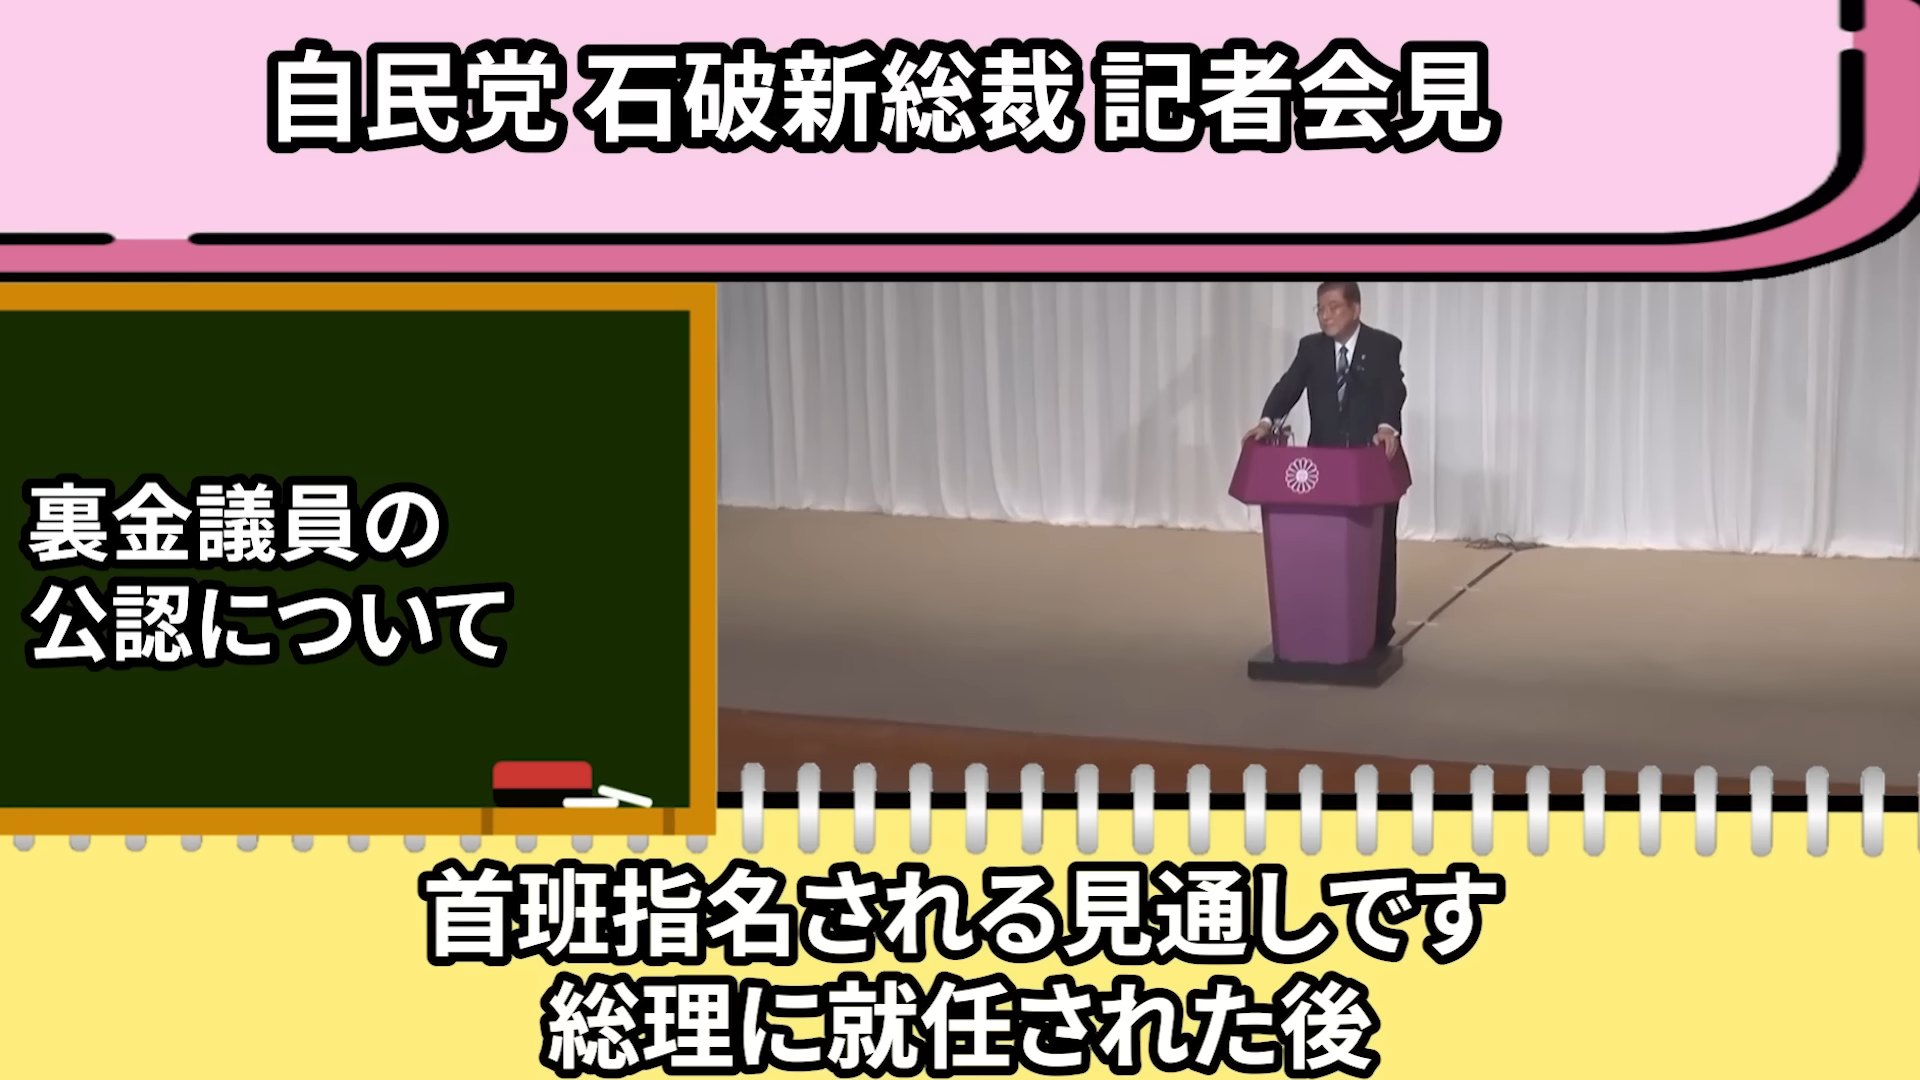 自民党 石破新総裁 記者会見
裏金議員の
公認について
首班指名される見通しです
総理に就任された後